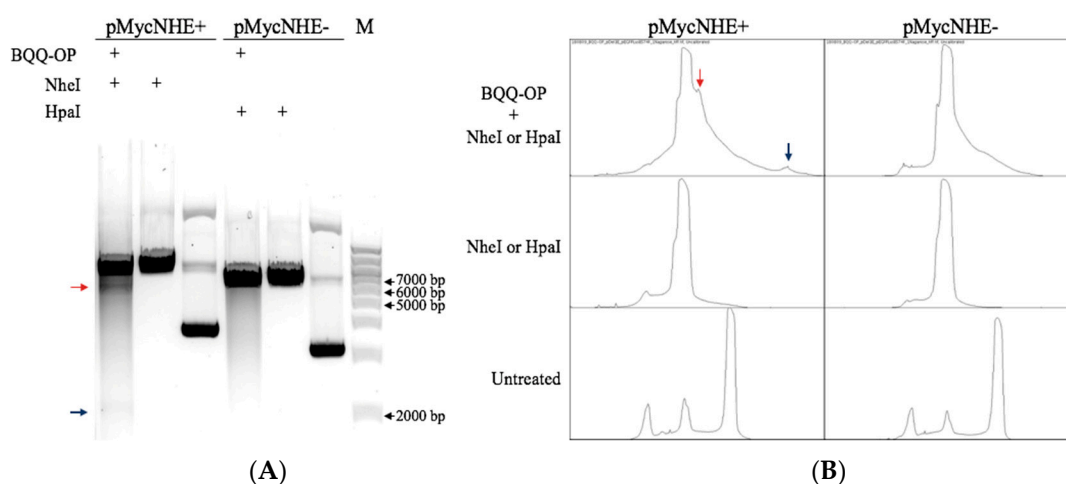 pMycNHE+ pMycNHE- M
BQQ-OP + +
NheI + +
HpaI + +
7000 bp
6000 bp
5000 bp
2000 bp
(A)
pMycNHE+ pMycNHE-
BQQ-OP
+
NheI or HpaI
NheI or HpaI
Untreated
(B)